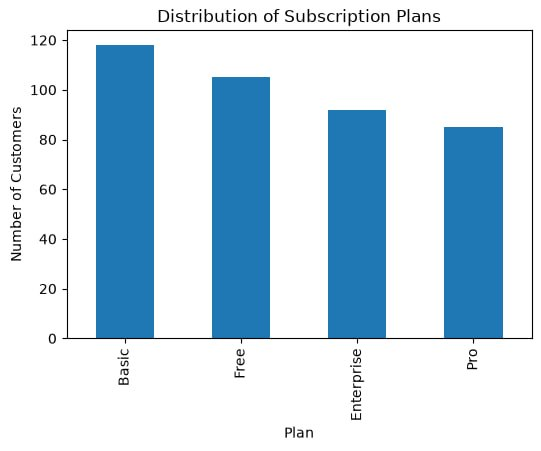 Distribution of Subscription Plans
Number of Customers
120
100
80
60
40
20
0
Basic
Free
Enterprise
Pro
Plan